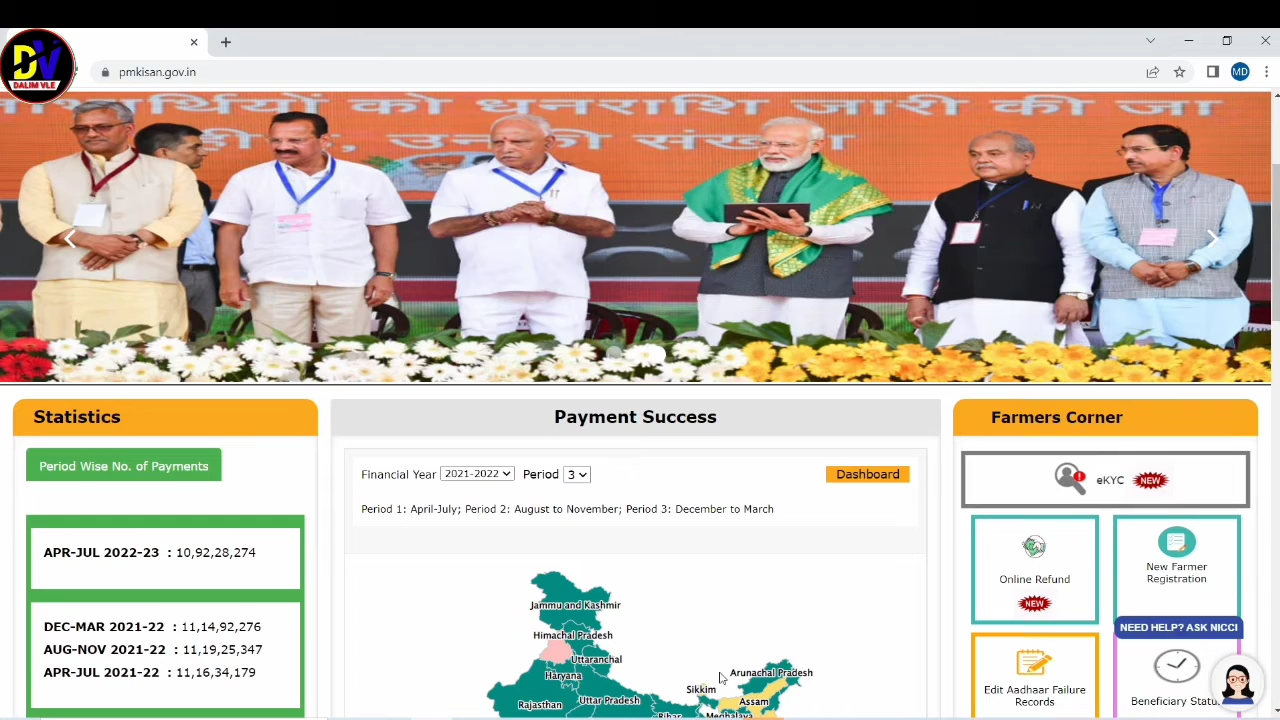 DV
DALIM VLE
pmkisan.gov.in
MD
को धनराशि जारी की जा
संख्या
Statistics
Period Wise No. of Payments
APR-JUL 2022-23 : 10,92,28,274
DEC-MAR 2021-22 : 11,14,92,276
AUG-NOV 2021-22 : 11,19,25,347
APR-JUL 2021-22 : 11,16,34,179
Payment Success
Financial Year 2021-2022 Period 3 Dashboard
Period 1: April-July; Period 2: August to November; Period 3: December to March
Jammu and Kashmir
Himachal Pradesh
Uttaranchal
Haryana
Arunachal Pradesh
Sikkim
Rajasthan
Uttar Pradesh
Assam
Bihar
Meghalaya
Farmers Corner
eKYC NEW
Online Refund
NEW
New Farmer
Registration
NEED HELP? ASK NICCI
Edit Aadhaar Failure
Records
Beneficiary Statu